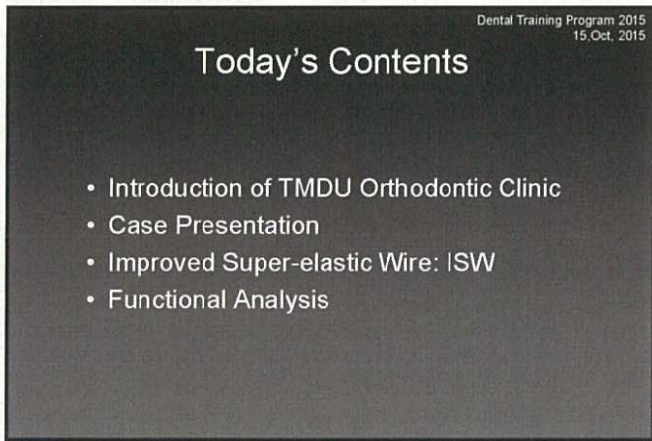 Dental Training Program 2015
15,Oct, 2015
Today's Contents
• Introduction of TMDU Orthodontic Clinic
• Case Presentation
• Improved Super-elastic Wire: ISW
• Functional Analysis